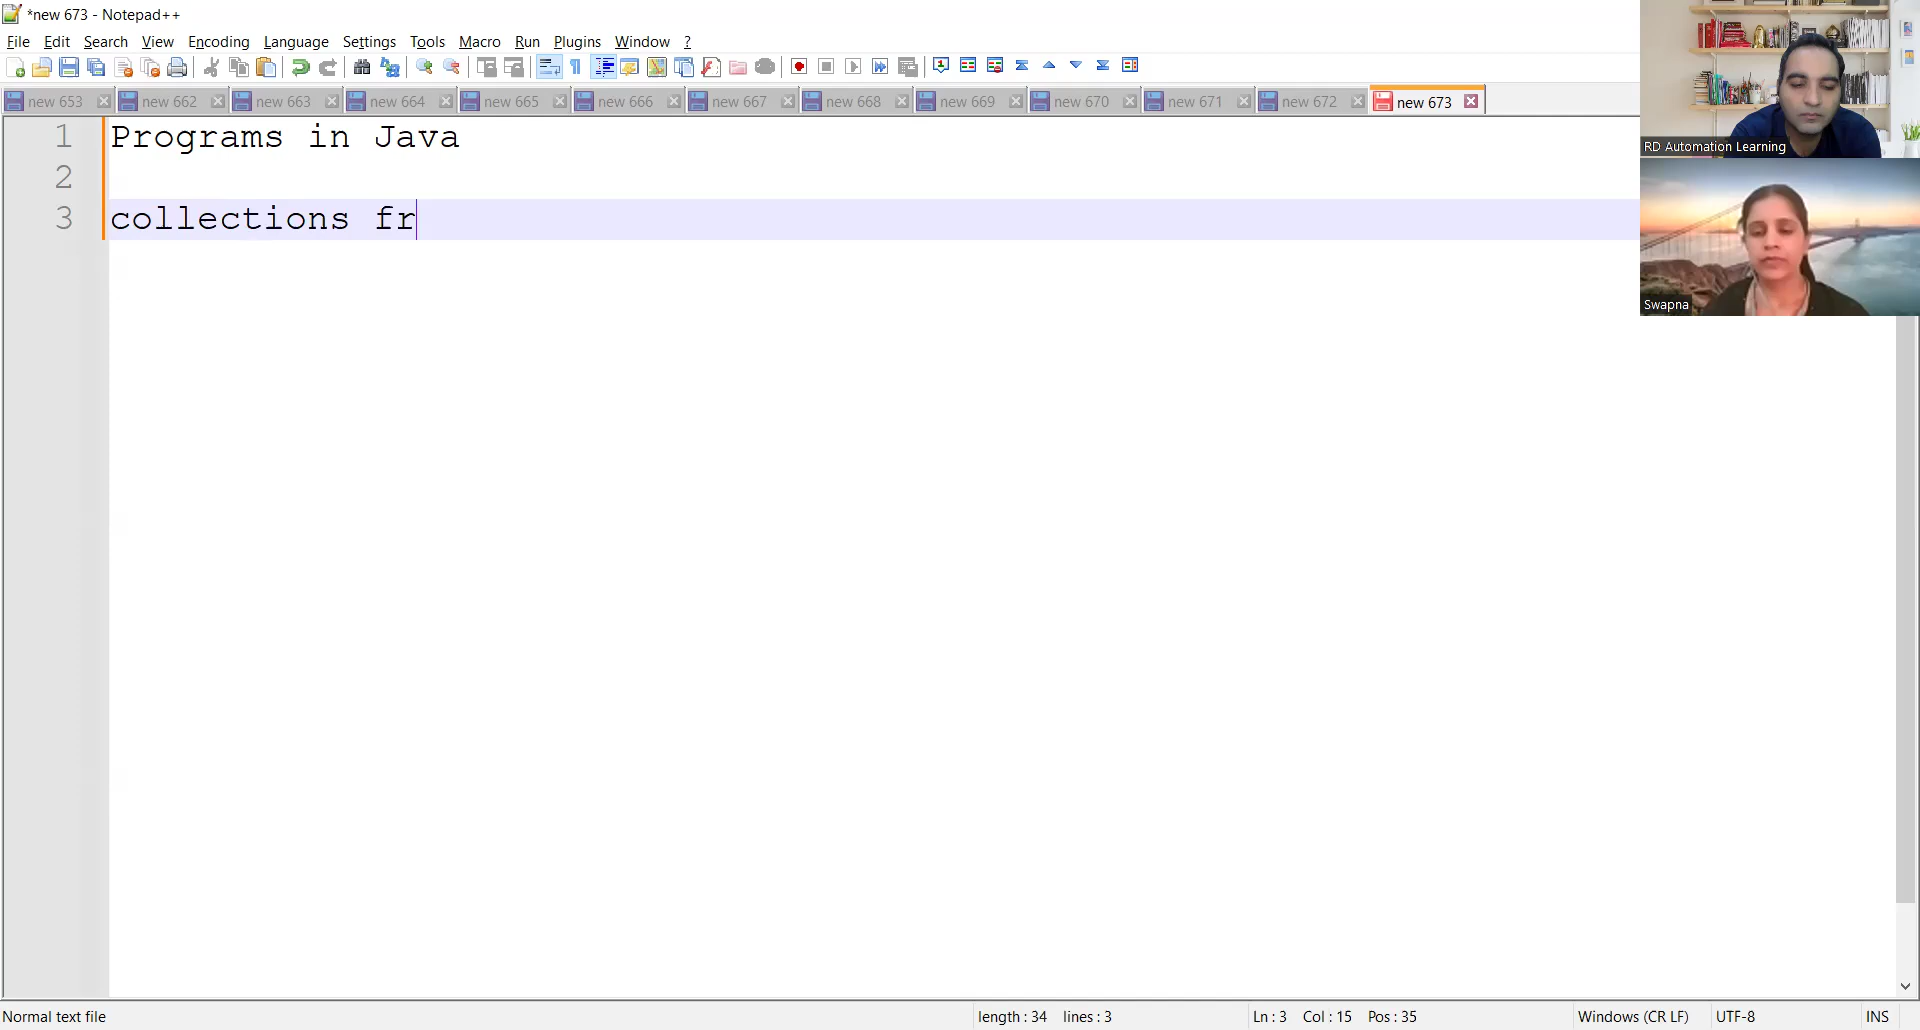 *new 673 - Notepad++
File Edit Search View Encoding Language Settings Tools Macro Run Plugins Window ?
new 653 new 662 new 663 new 664 new 665 new 666 new 667 new 668 new 669 new 670 new 671 new 672 new 673
1 Programs in Java
2
3 collections fr
RD Automation Learning
Swapna
Normal text file length : 34 lines : 3 Ln : 3 Col : 15 Pos : 35 Windows (CR LF) UTF-8 INS